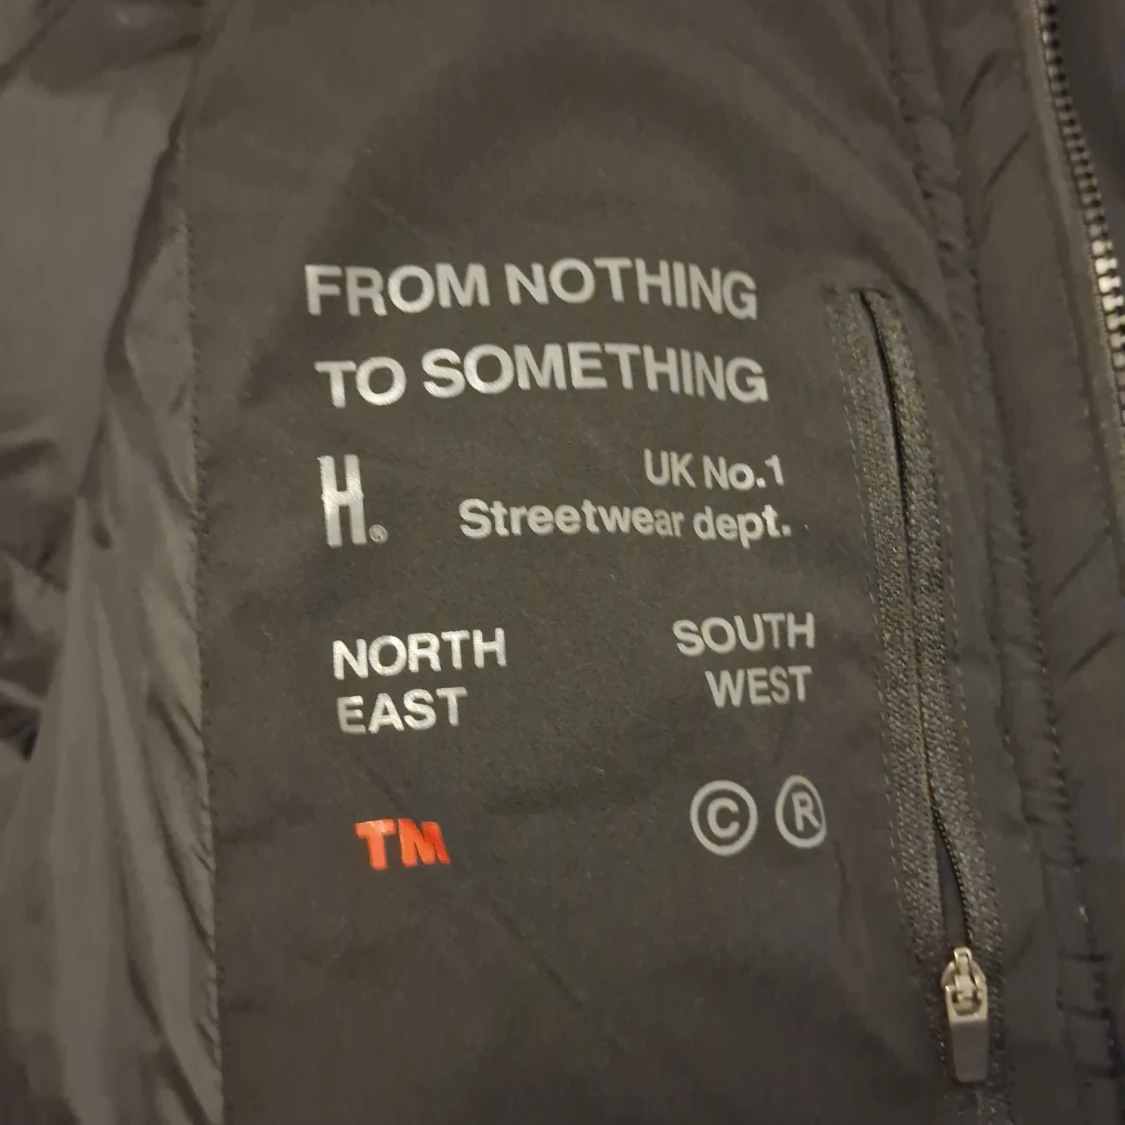 FROM NOTHING
TO SOMETHING
H.®
UK No.1
Streetwear dept.
NORTH
EAST
SOUTH
WEST
TM
© ®